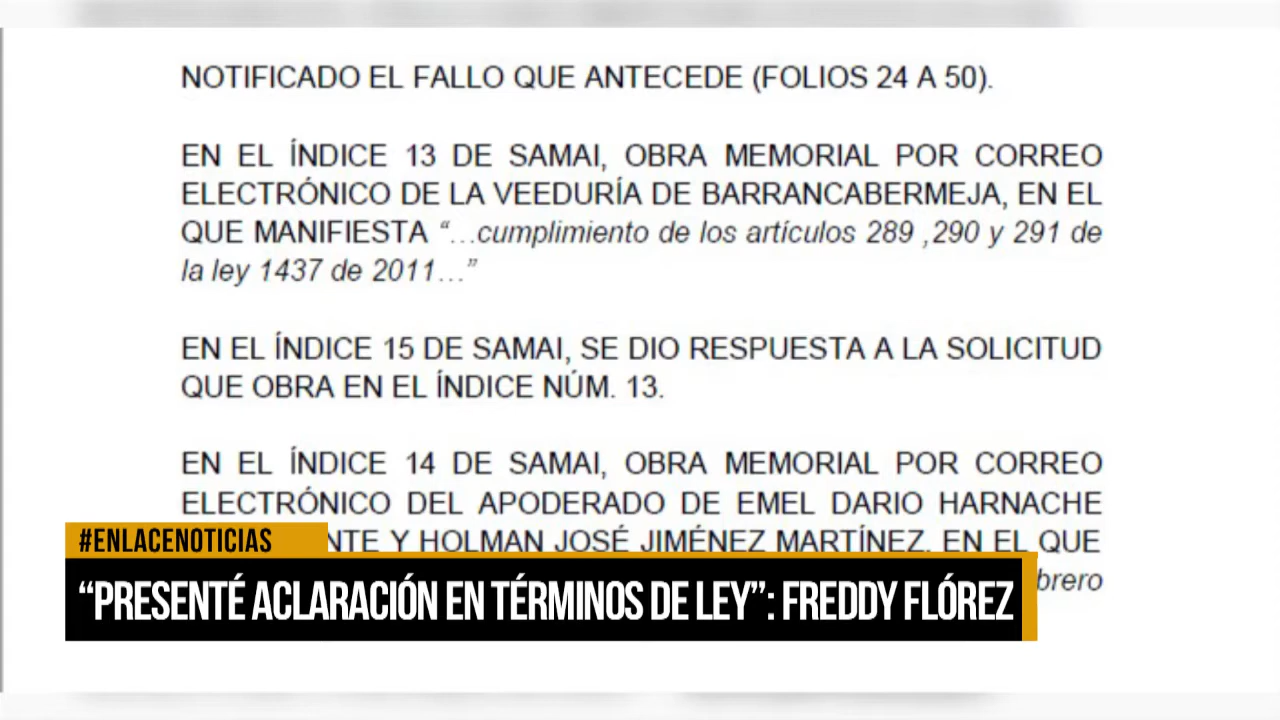 NOTIFICADO EL FALLO QUE ANTECEDE (FOLIOS 24 A 50).
EN EL ÍNDICE 13 DE SAMAI, OBRA MEMORIAL POR CORREO
ELECTRÓNICO DE LA VEEDURÍA DE BARRANCABERMEJA, EN EL
QUE MANIFIESTA “…cumplimiento de los artículos 289 ,290 y 291 de
la ley 1437 de 2011…”
EN EL ÍNDICE 15 DE SAMAI, SE DIO RESPUESTA A LA SOLICITUD
QUE OBRA EN EL ÍNDICE NÚM. 13.
EN EL ÍNDICE 14 DE SAMAI, OBRA MEMORIAL POR CORREO
ELECTRÓNICO DEL APODERADO DE EMEL DARIO HARNACHE
NTE Y HOLMAN JOSÉ JIMÉNEZ MARTÍNEZ, EN EL QUE
brero
#ENLACENOTICIAS
“PRESENTÉ ACLARACIÓN EN TÉRMINOS DE LEY”: FREDDY FLÓREZ